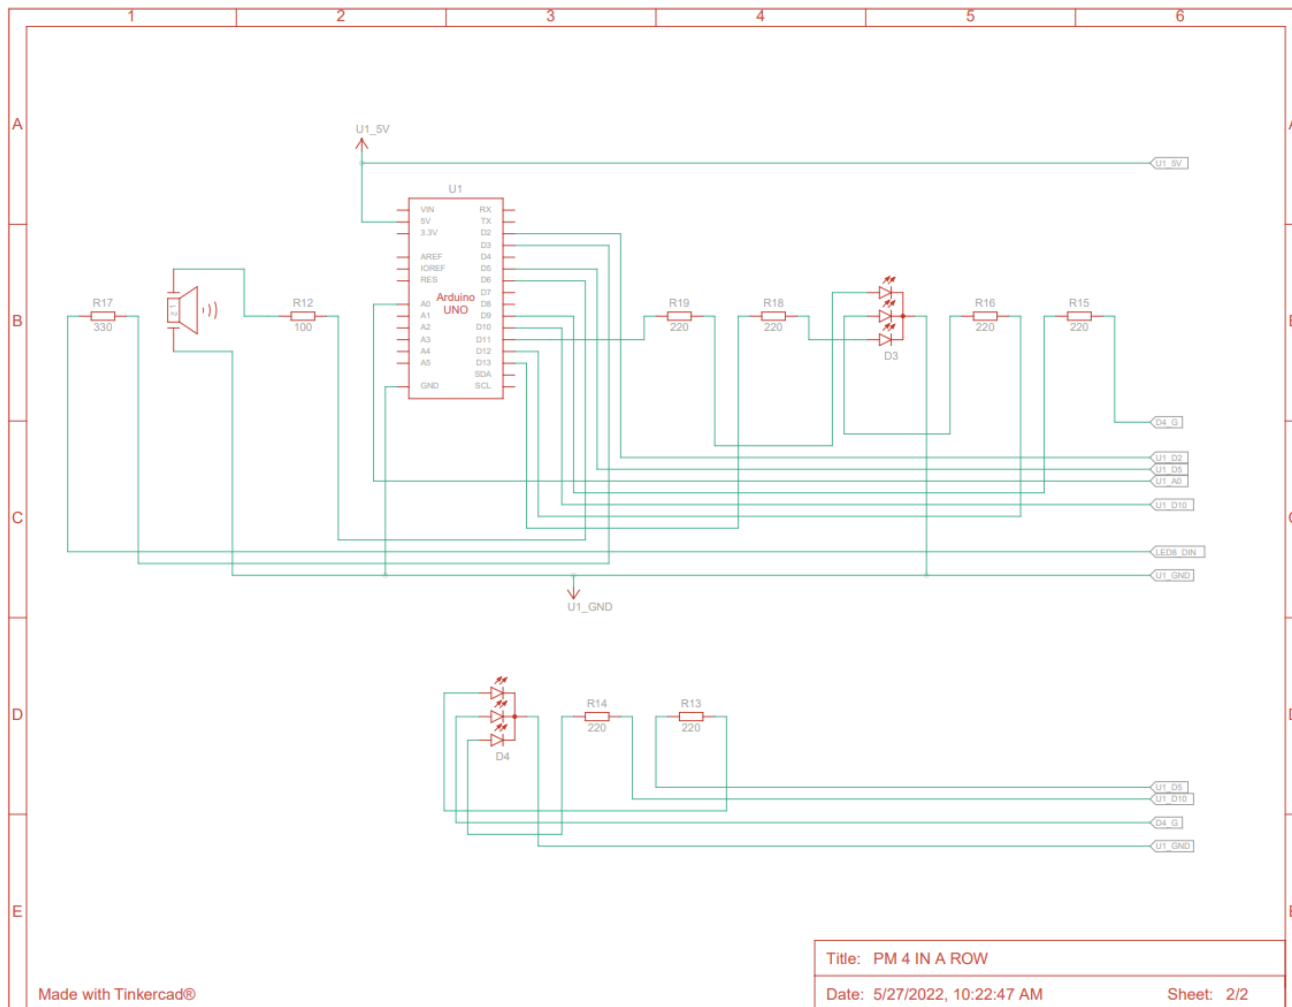 1 2 3 4 5 6
A
A
U1_5V
U1_5V
U1
VIN RX
5V TX
3.3V D2
D3
AREF D4
IOREF D5
RES D6
D7
A0 D8
A1 D9
A2 D10
A3 D11
A4 D12
A5 D13
SDA
GND SCL
Arduino
UNO
B
B
R17
330
1 2
R12
100
R19
220
R18
220
D3
R16
220
R15
220
D4_G
U1_D2
U1_D5
U1_A0
U1_D10
C
C
LED8_DIN
U1_GND
U1_GND
D
D
D4
R14
220
R13
220
U1_D5
U1_D10
D4_G
U1_GND
E
E
Title: PM 4 IN A ROW
Made with Tinkercad®
Date: 5/27/2022, 10:22:47 AM Sheet: 2/2